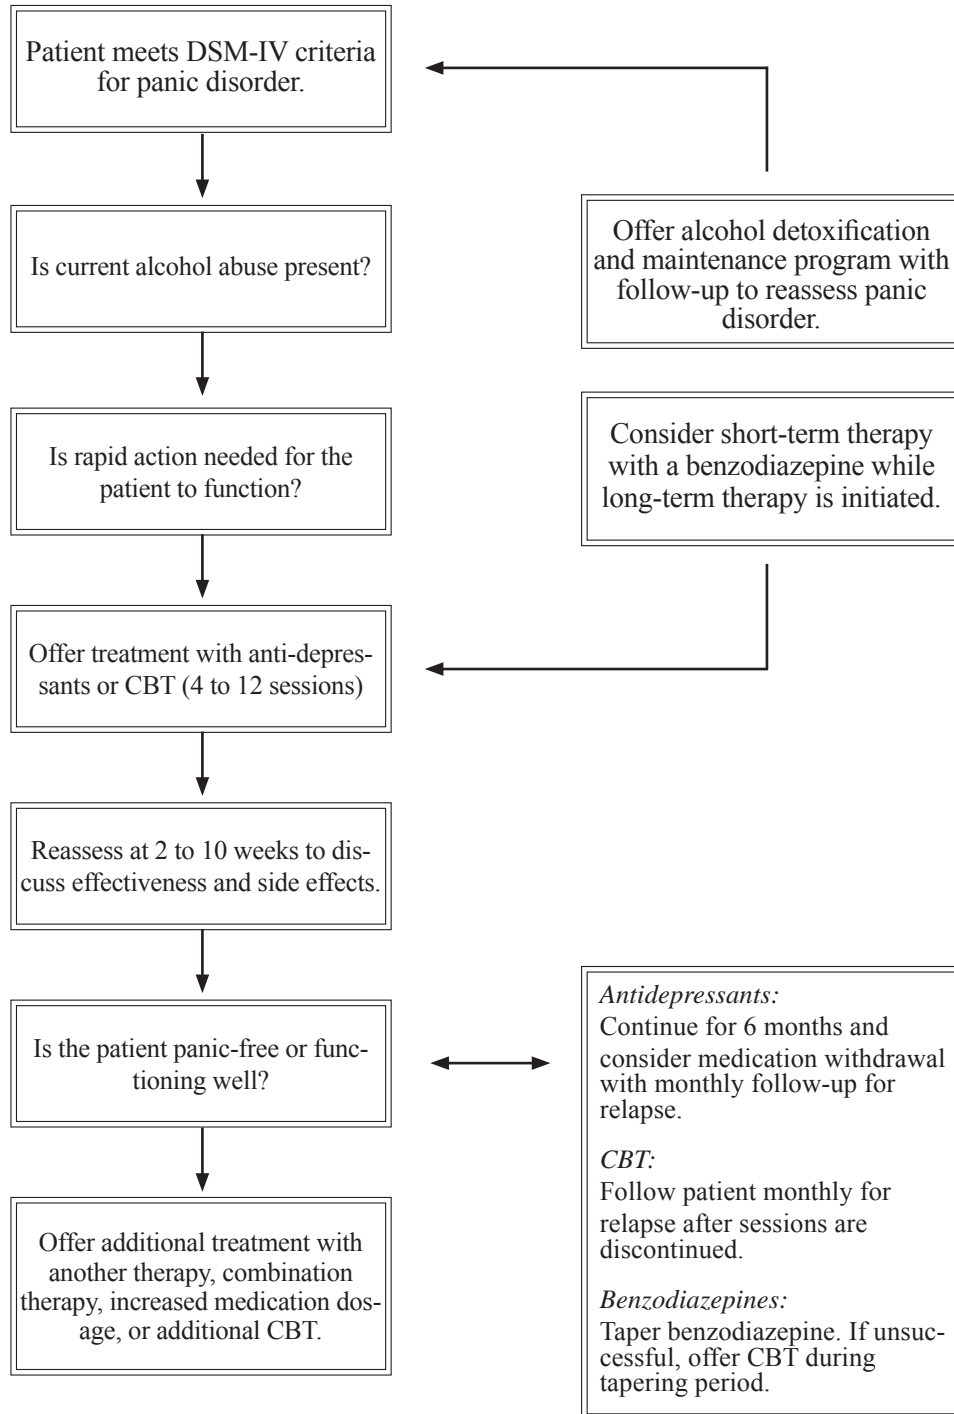 Patient meets DSM-IV criteria
for panic disorder.
Is current alcohol abuse present?
Offer alcohol detoxification
and maintenance program with
follow-up to reassess panic
disorder.
Is rapid action needed for the
patient to function?
Consider short-term therapy
with a benzodiazepine while
long-term therapy is initiated.
Offer treatment with anti-depres-
sants or CBT (4 to 12 sessions)
Reassess at 2 to 10 weeks to dis-
cuss effectiveness and side effects.
Is the patient panic-free or func-
tioning well?
Antidepressants:
Continue for 6 months and
consider medication withdrawal
with monthly follow-up for
relapse.
CBT:
Follow patient monthly for
relapse after sessions are
discontinued.
Benzodiazepines:
Taper benzodiazepine. If unsuc-
cessful, offer CBT during
tapering period.
Offer additional treatment with
another therapy, combination
therapy, increased medication dos-
age, or additional CBT.